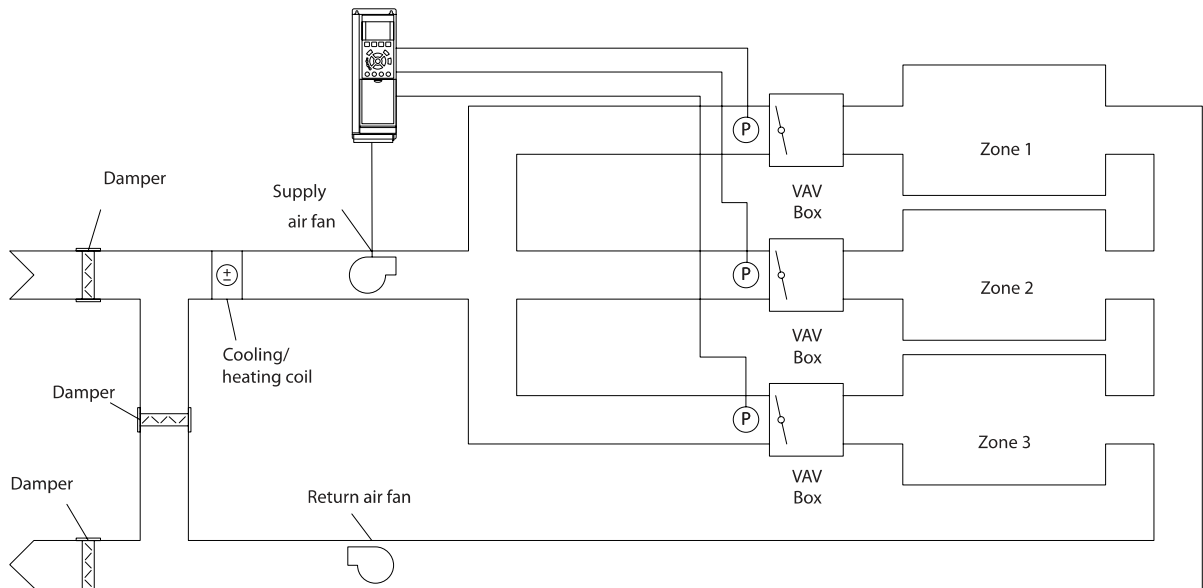 P
Zone 1
Damper
Supply
air fan
VAV
Box
±
P
Zone 2
Cooling/
heating coil
VAV
Box
Damper
P
Zone 3
Damper
Return air fan
VAV
Box